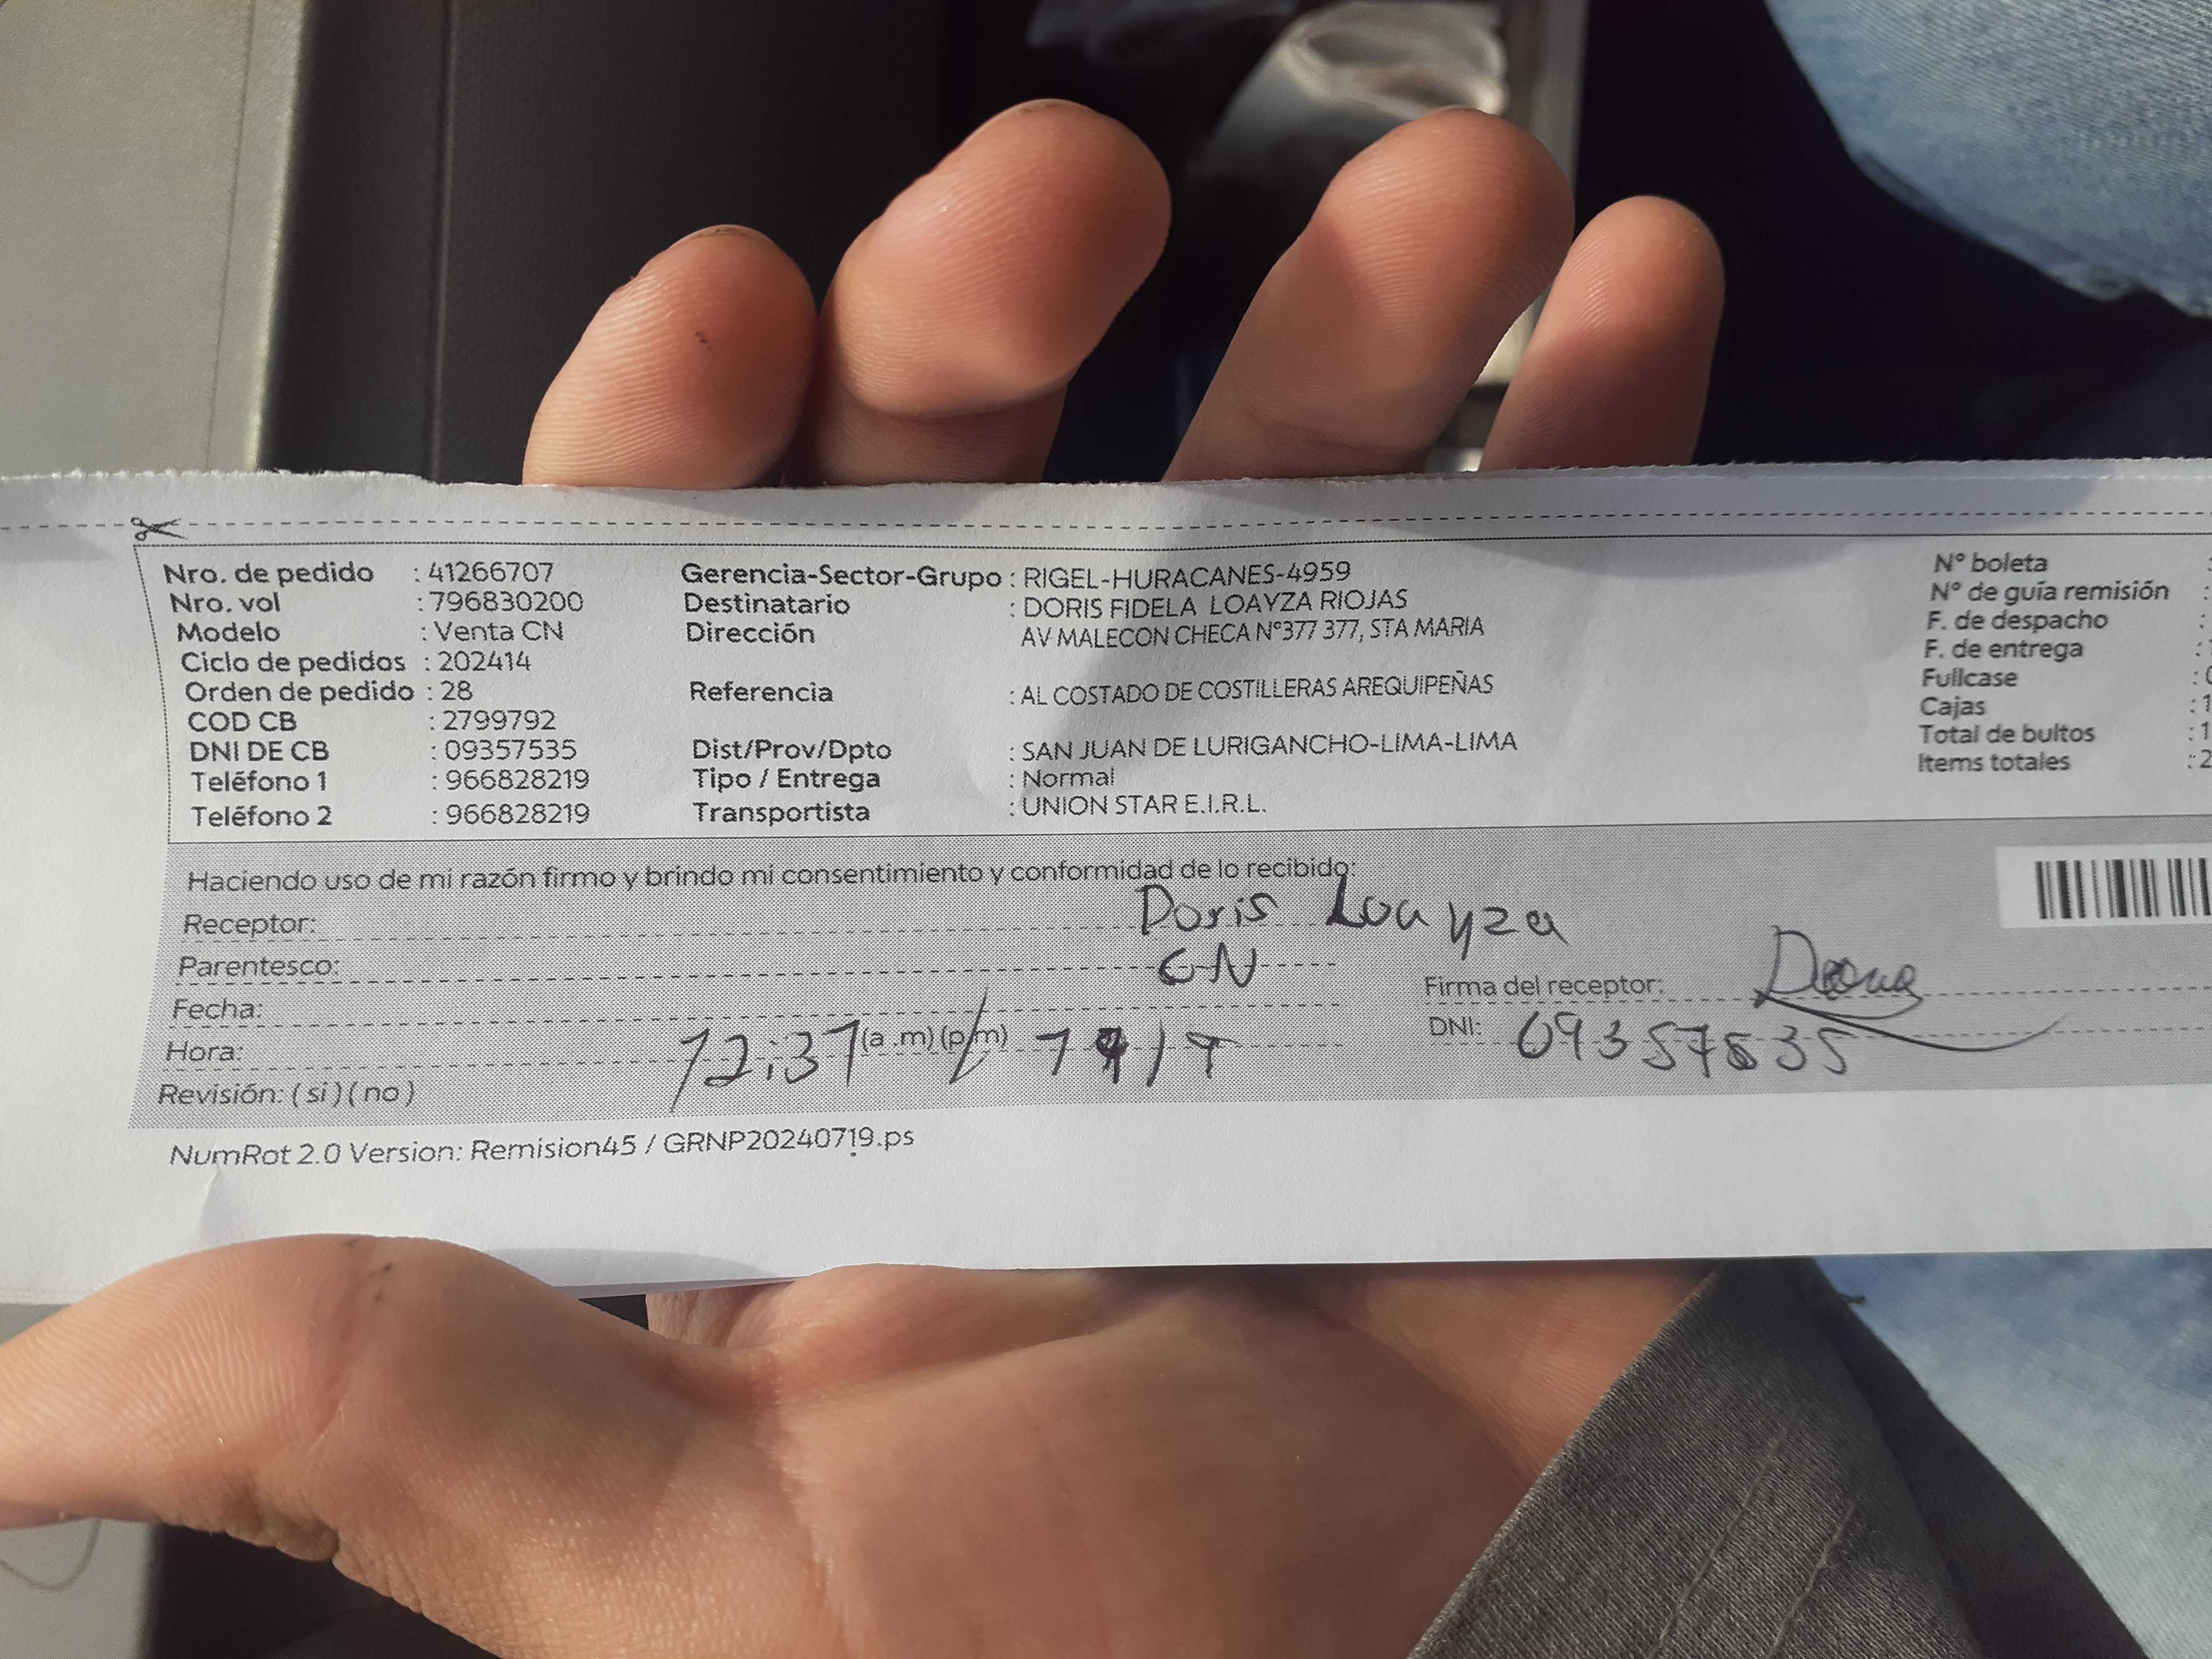 Nro. de pedido : 41266707
Nro. vol : 796830200
Modelo : Venta CN
Ciclo de pedidos : 202414
Orden de pedido : 28
COD CB : 2799792
DNI DE CB : 09357535
Teléfono 1 : 966828219
Teléfono 2 : 966828219
Gerencia-Sector-Grupo : RIGEL-HURACANES-4959
Destinatario : DORIS FIDELA LOAYZA RIOJAS
Dirección AV MALECON CHECA N°377 377, STA MARIA
Referencia : AL COSTADO DE COSTILLERAS AREQUIPEÑAS
Dist/Prov/Dpto : SAN JUAN DE LURIGANCHO-LIMA-LIMA
Tipo / Entrega : Normal
Transportista : UNION STAR E.I.R.L.
N° boleta :
N° de guía remisión :
F. de despacho :
F. de entrega :
Fullcase :
Cajas : 1
Total de bultos : 1
Items totales : 2
Haciendo uso de mi razón firmo y brindo mi consentimiento y conformidad de lo recibido:
Receptor: Doris Loayza
Parentesco: CN
Fecha:
Hora: 12:37 (a .m) (p.m)
Revisión: ( si ) ( no )
Firma del receptor:
DNI: 09357535
NumRot 2.0 Version: Remision45 / GRNP20240719.ps